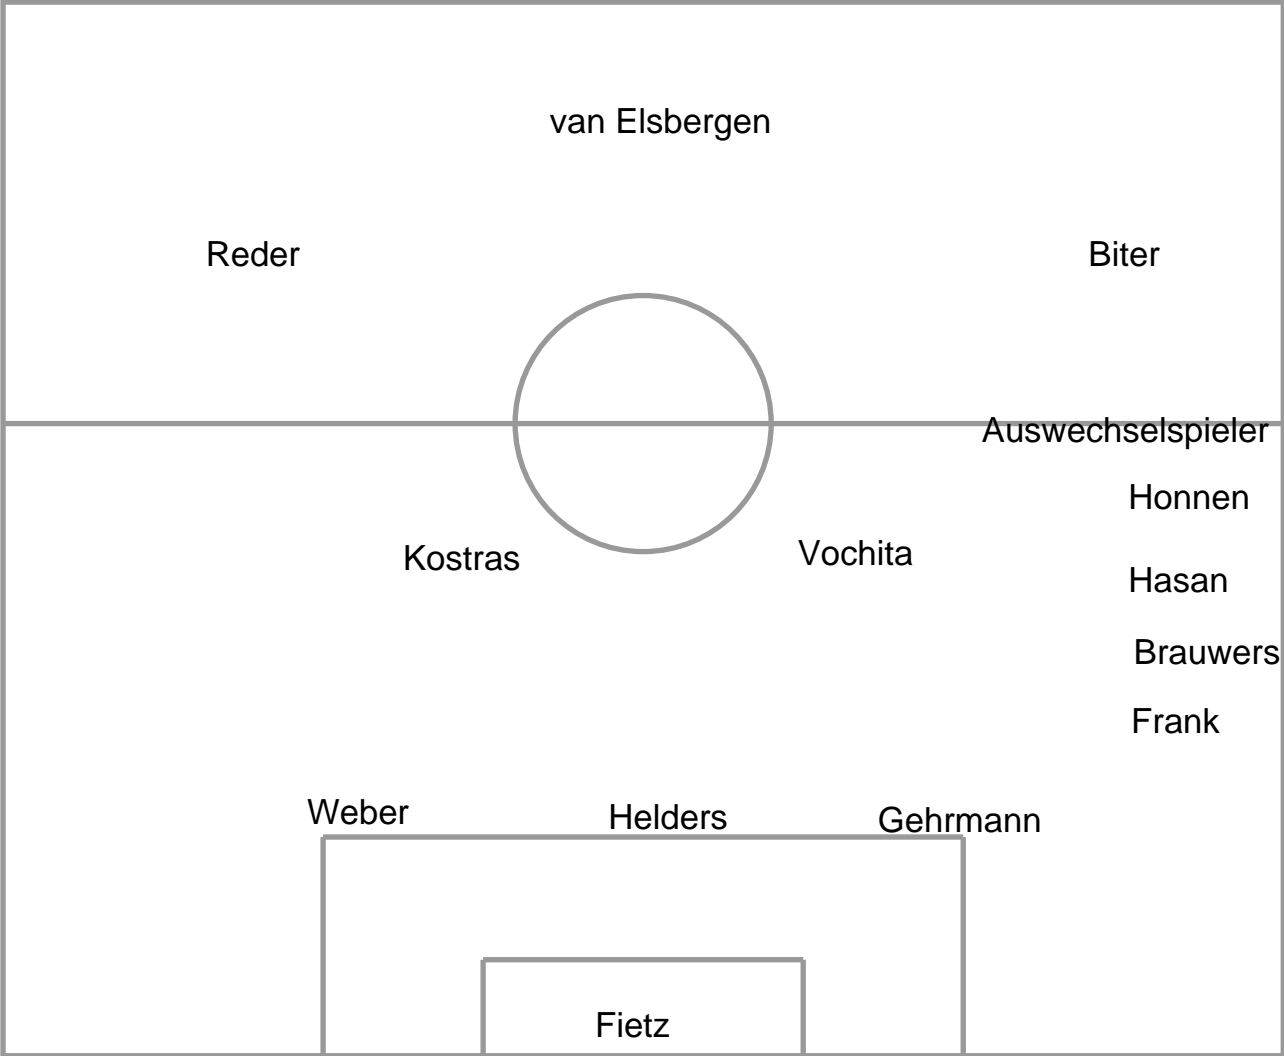 van Elsbergen
Reder
Biter
Auswechselspieler
Honnen
Kostras
Vochita
Hasan
Brauwers
Frank
Weber
Helders
Gehrmann
Fietz